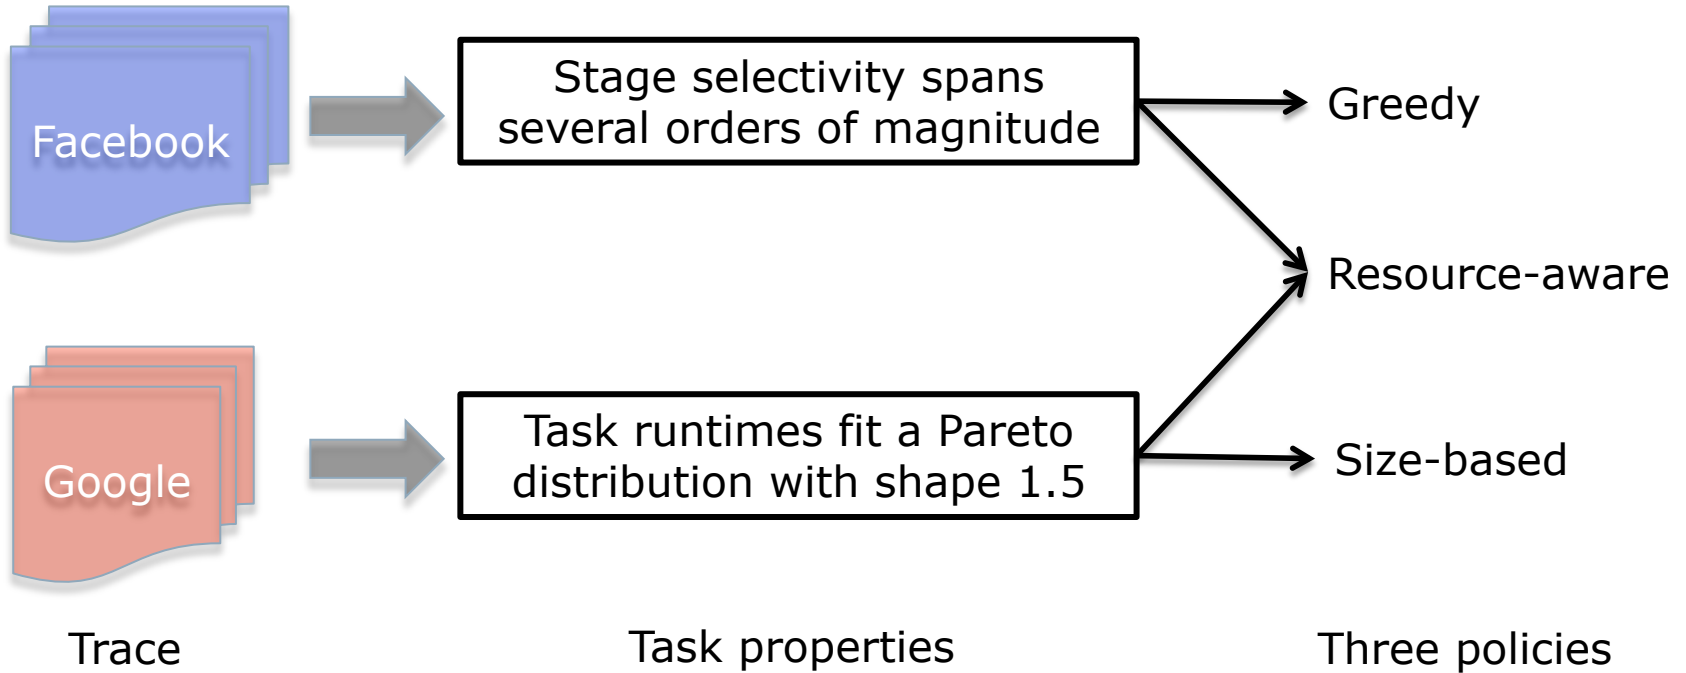 Facebook
Stage selectivity spans
several orders of magnitude
Greedy
Resource-aware
Google
Task runtimes fit a Pareto
distribution with shape 1.5
Size-based
Trace
Task properties
Three policies